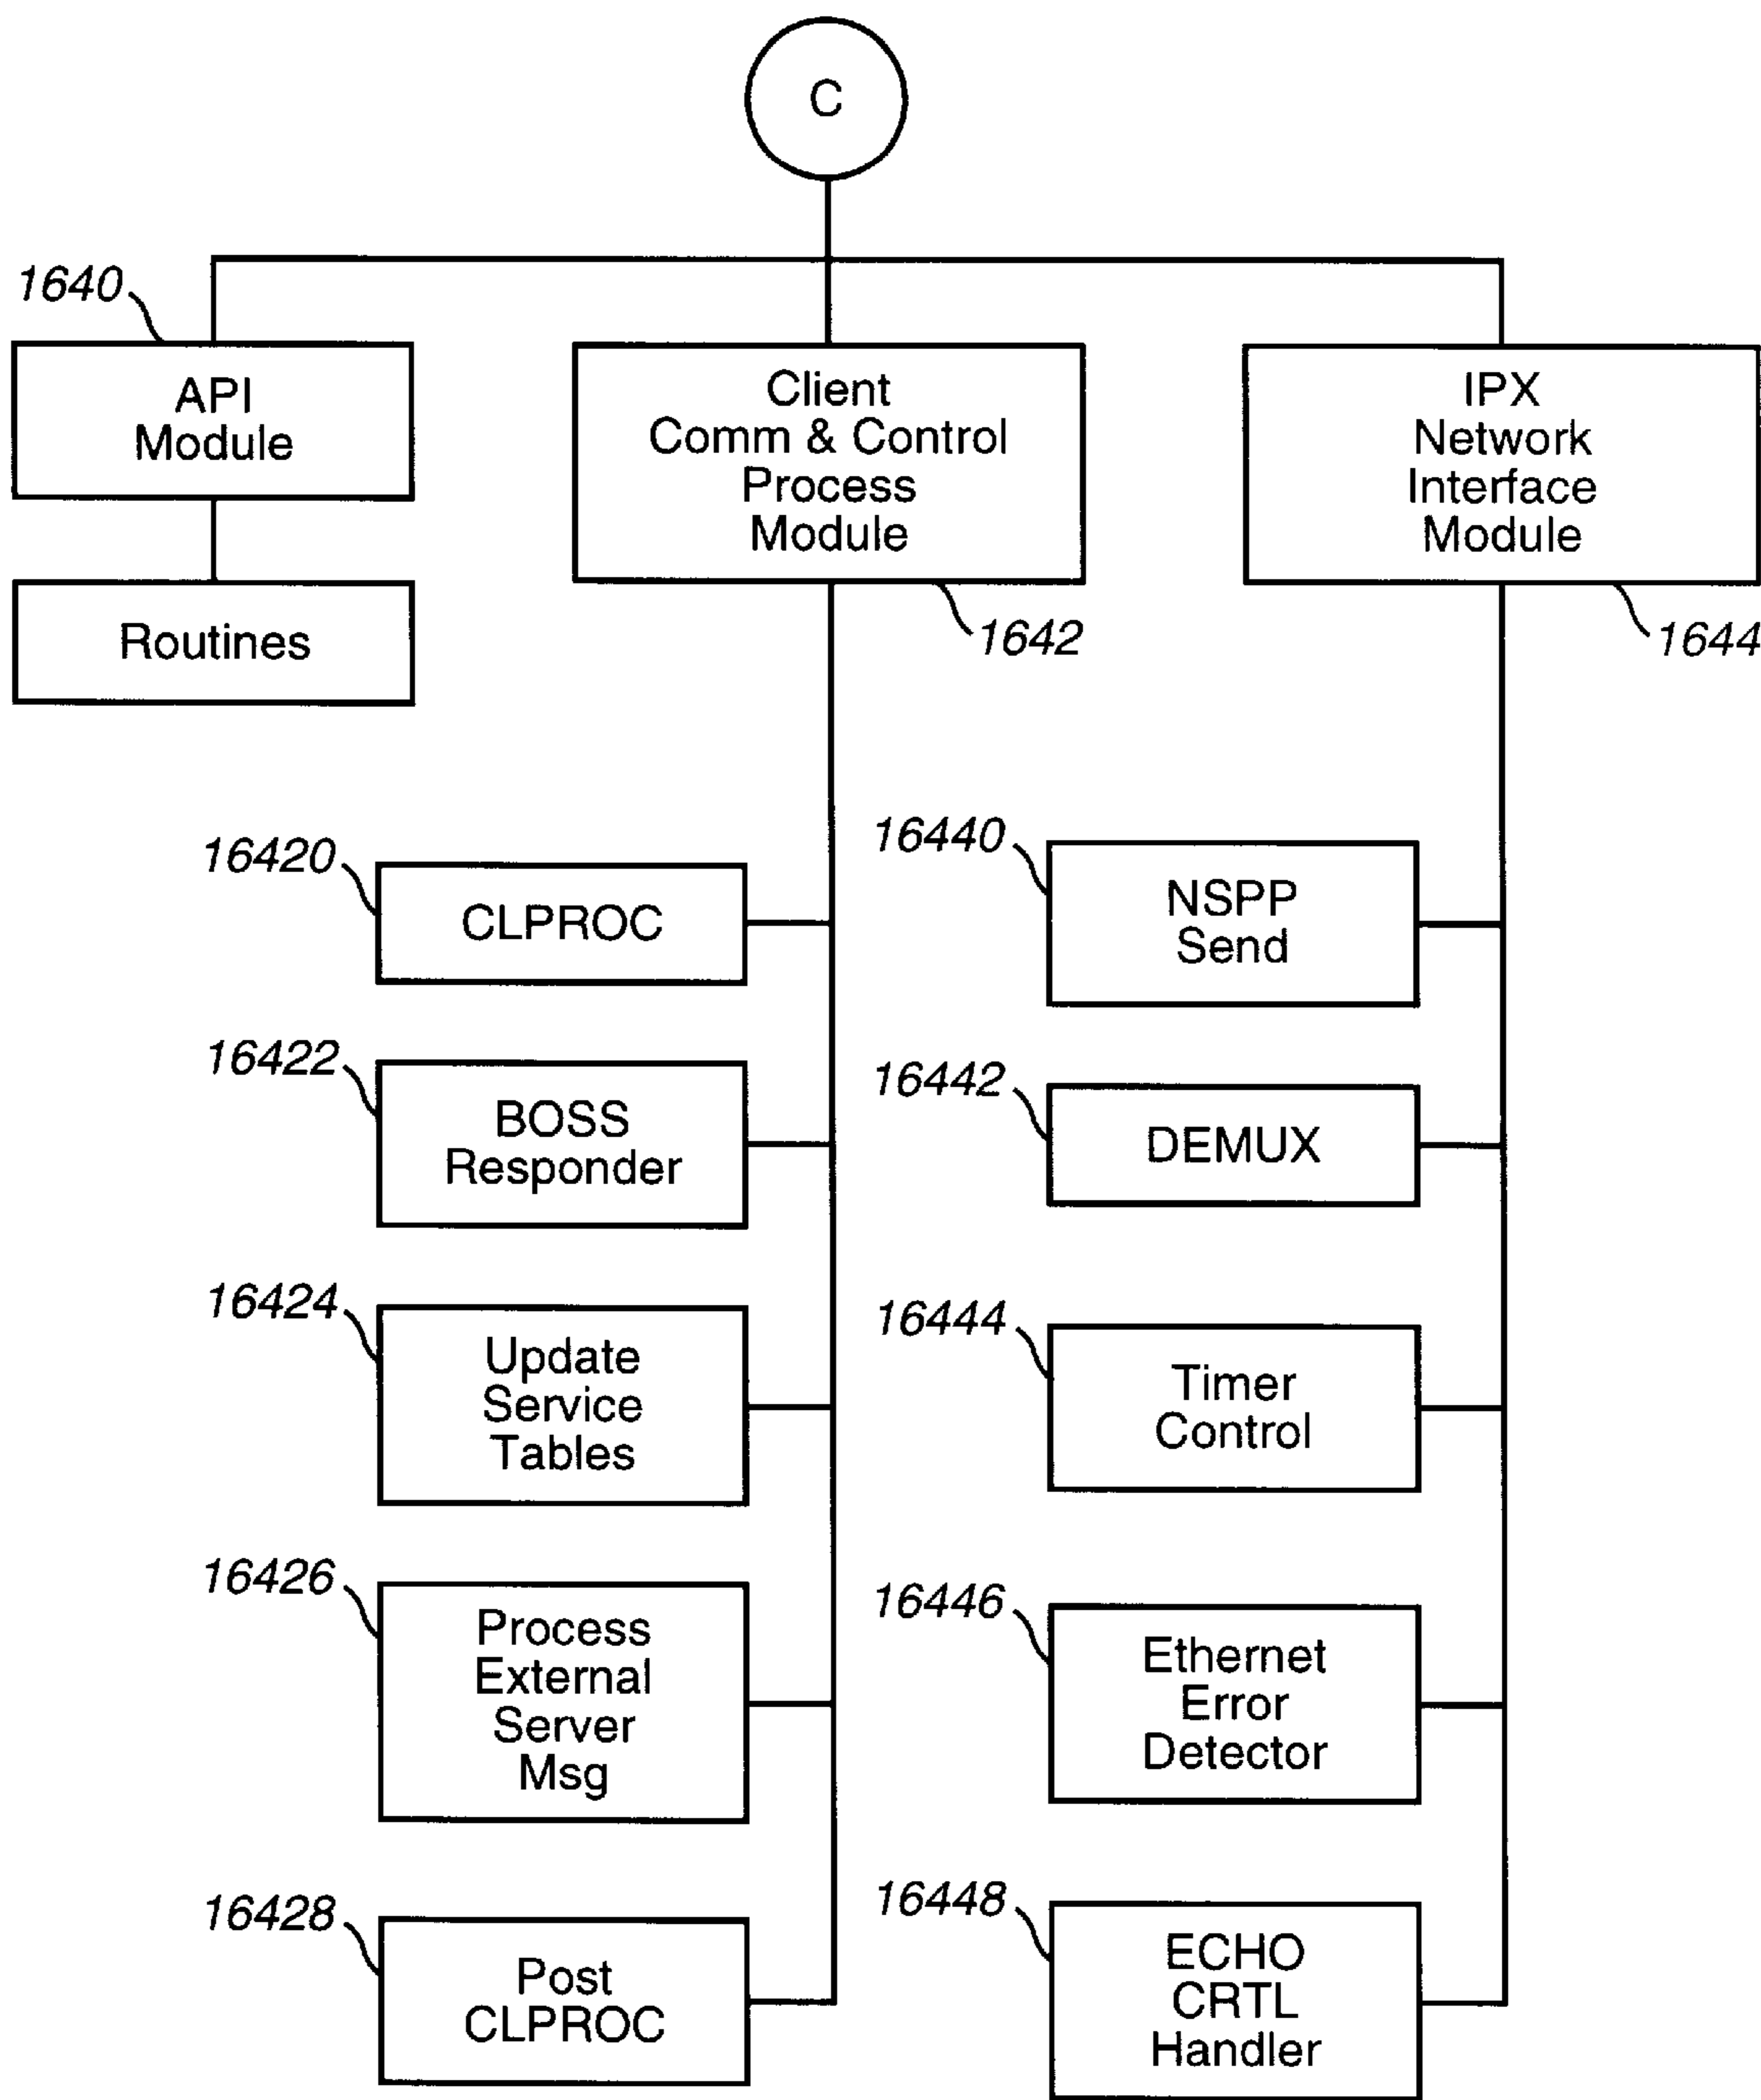 C
1640
API
Module
Routines
Client
Comm & Control
Process
Module
1642
IPX
Network
Interface
Module
1644
16420
CLPROC
16422
BOSS
Responder
16424
Update
Service
Tables
16426
Process
External
Server
Msg
16428
Post
CLPROC
16440
NSPP
Send
16442
DEMUX
16444
Timer
Control
16446
Ethernet
Error
Detector
16448
ECHO
CRTL
Handler